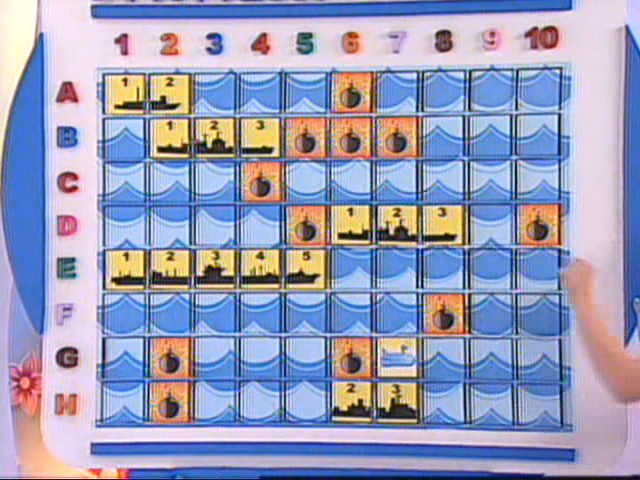 1 2 3 4 5 6 7 8 9 10
A 1 2
B 1 2 3
C
D 1 2 3
E 1 2 3 4 5
F
G
H 2 3